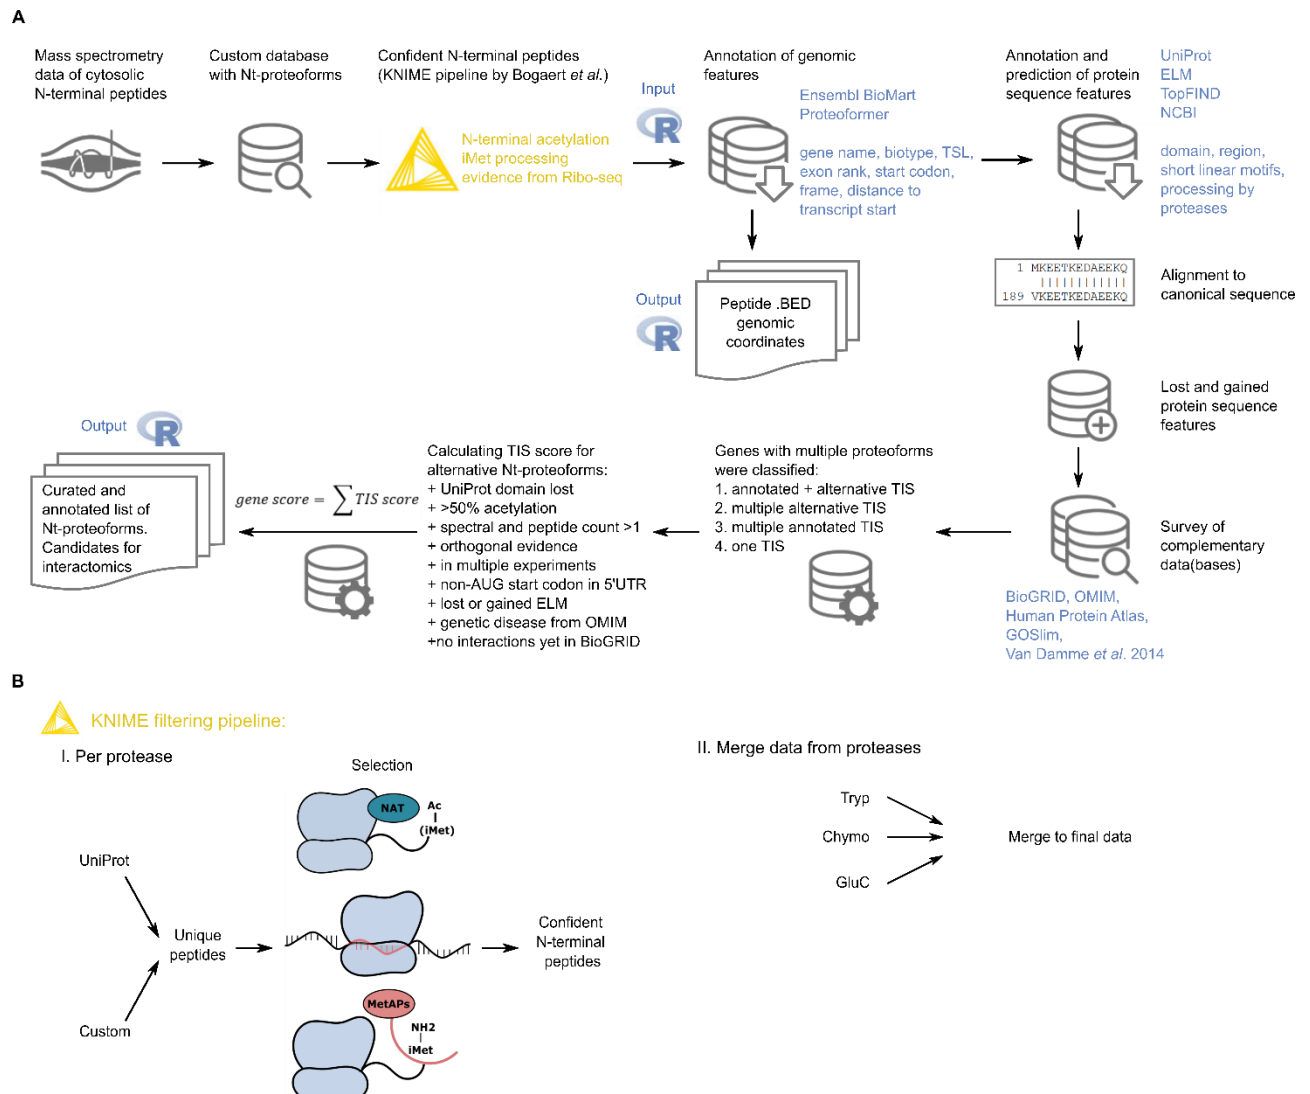 A
Mass spectrometry
data of cytosolic
N-terminal peptides
Custom database
with Nt-proteoforms
Confident N-terminal peptides
(KNIME pipeline by Bogaert et al.)
N-terminal acetylation
iMet processing
evidence from Ribo-seq
Input
R
Annotation of genomic
features
Ensembl BioMart
Proteoformer
gene name, biotype, TSL,
exon rank, start codon,
frame, distance to
transcript start
Annotation and
prediction of protein
sequence features
UniProt
ELM
TopFIND
NCBI
domain, region,
short linear motifs,
processing by
proteases
Output
R
Peptide .BED
genomic
coordinates
1 MKEETKEDAEEKQ
||||||||||||
189 VKEETKEDAEEKQ
Alignment to
canonical sequence
Lost and gained
protein sequence
features
Survey of
complementary
data(bases)
BioGRID, OMIM,
Human Protein Atlas,
GOSlim,
Van Damme et al. 2014
Genes with multiple proteoforms
were classified:
1. annotated + alternative TIS
2. multiple alternative TIS
3. multiple annotated TIS
4. one TIS
Calculating TIS score for
alternative Nt-proteoforms:
+ UniProt domain lost
+ >50% acetylation
+ spectral and peptide count >1
+ orthogonal evidence
+ in multiple experiments
+ non-AUG start codon in 5'UTR
+ lost or gained ELM
+ genetic disease from OMIM
+no interactions yet in BioGRID
gene score = ∑ TIS score
Output
R
Curated and
annotated list of
Nt-proteoforms.
Candidates for
interactomics
B
KNIME filtering pipeline:
I. Per protease
Selection
UniProt
Custom
Unique
peptides
NAT
Ac
(iMet)
MetAPs
NH2
iMet
Confident
N-terminal
peptides
II. Merge data from proteases
Tryp
Chymo
GluC
Merge to final data